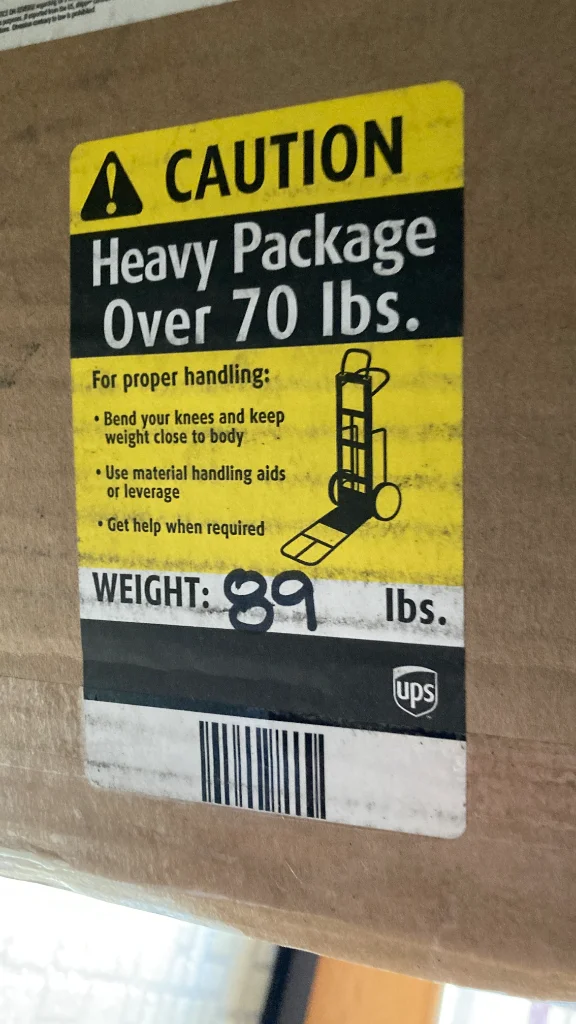 CAUTION
Heavy Package
Over 70 lbs.
For proper handling:
• Bend your knees and keep
weight close to body
• Use material handling aids
or leverage
• Get help when required
WEIGHT: 89 lbs.
ups